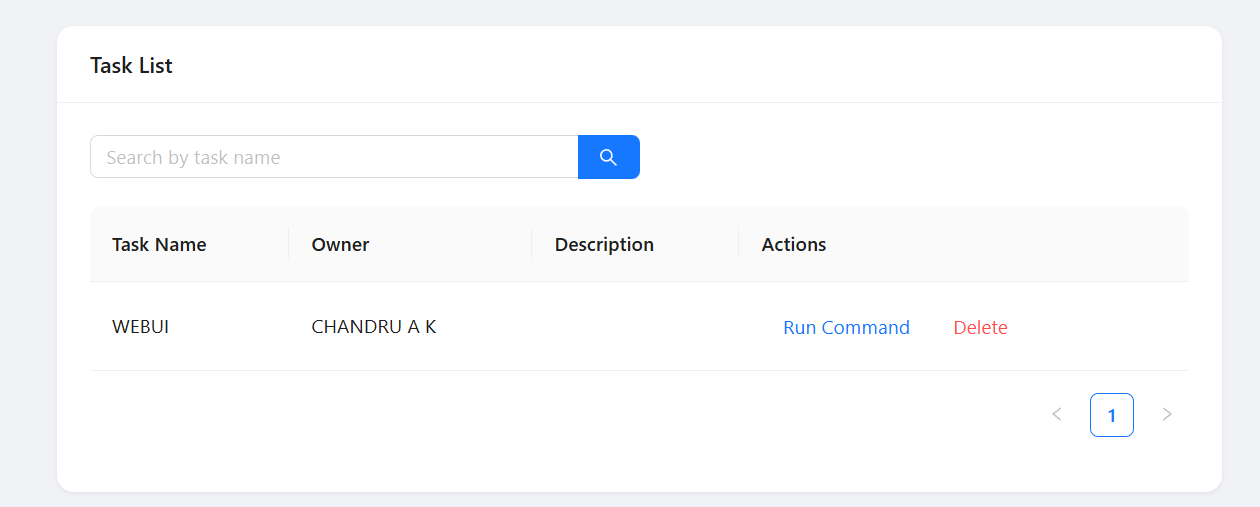 Task List
Search by task name
Task Name Owner Description Actions
WEBUI CHANDRU A K Run Command Delete
1